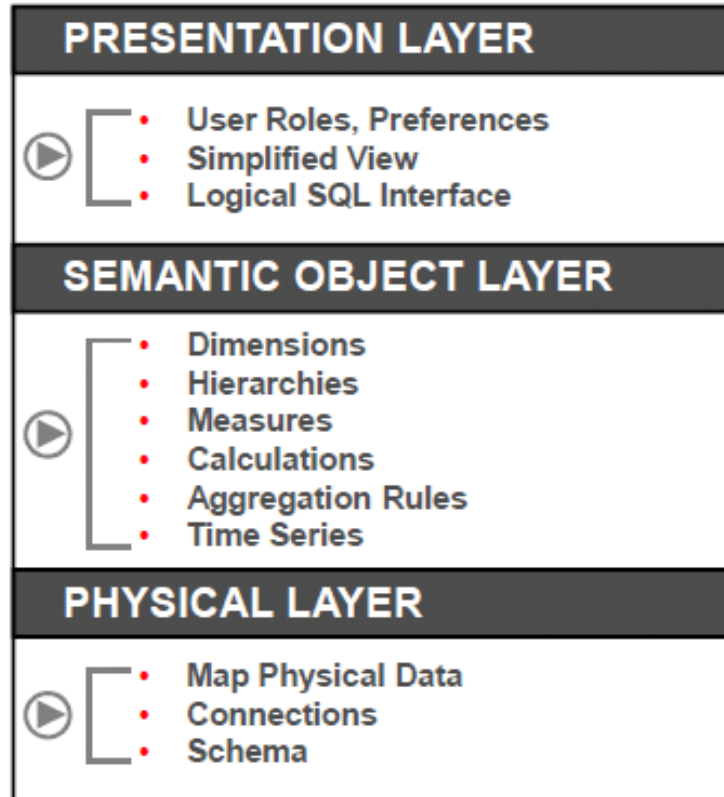 PRESENTATION LAYER
• User Roles, Preferences
• Simplified View
• Logical SQL Interface
SEMANTIC OBJECT LAYER
• Dimensions
• Hierarchies
• Measures
• Calculations
• Aggregation Rules
• Time Series
PHYSICAL LAYER
• Map Physical Data
• Connections
• Schema